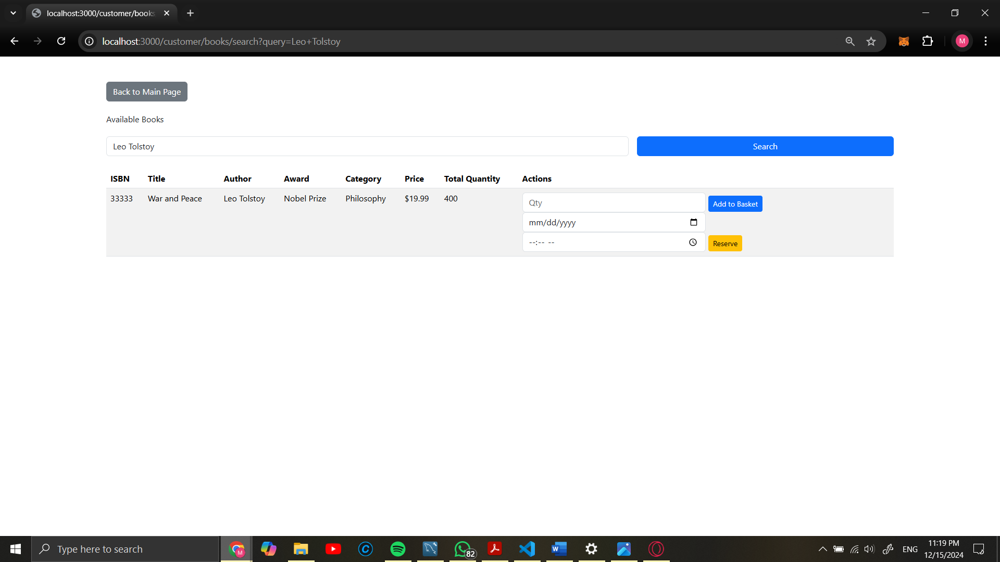 localhost:3000/customer/books
localhost:3000/customer/books/search?query=Leo+Tolstoy
M
Back to Main Page
Available Books
Leo Tolstoy
Search
ISBN Title Author Award Category Price Total Quantity Actions
33333 War and Peace Leo Tolstoy Nobel Prize Philosophy $19.99 400
Qty Add to Basket
mm/dd/yyyy
--:-- --
Reserve
Type here to search
M
82
ENG
11:19 PM
12/15/2024